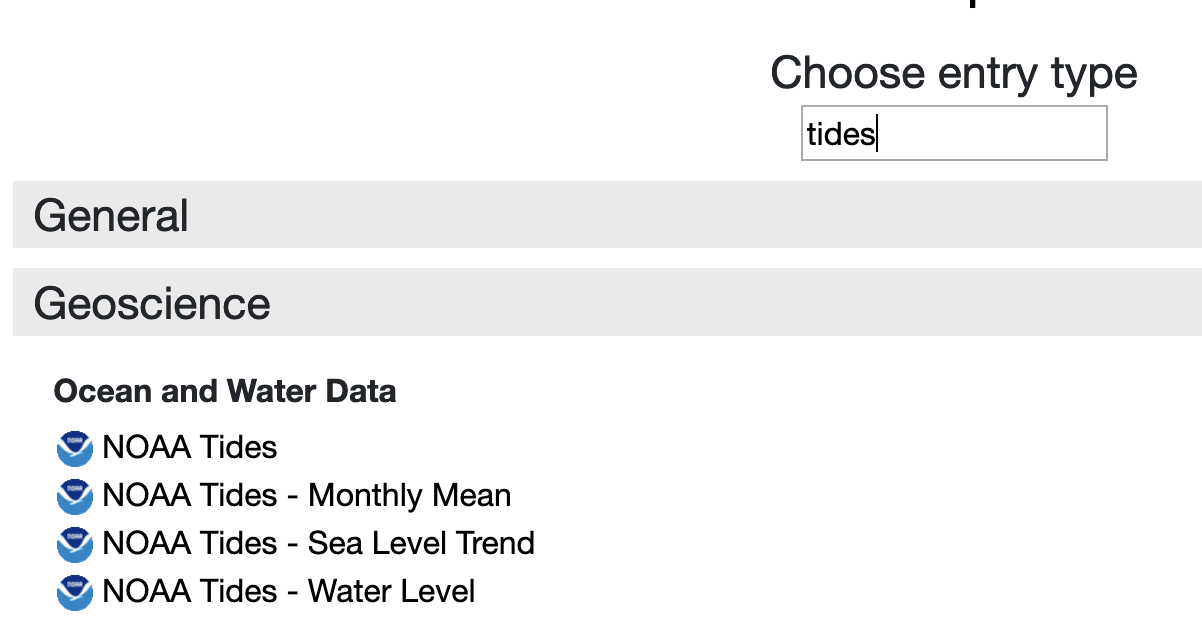 Choose entry type
tides
General
Geoscience
Ocean and Water Data
NOAA Tides
NOAA Tides - Monthly Mean
NOAA Tides - Sea Level Trend
NOAA Tides - Water Level